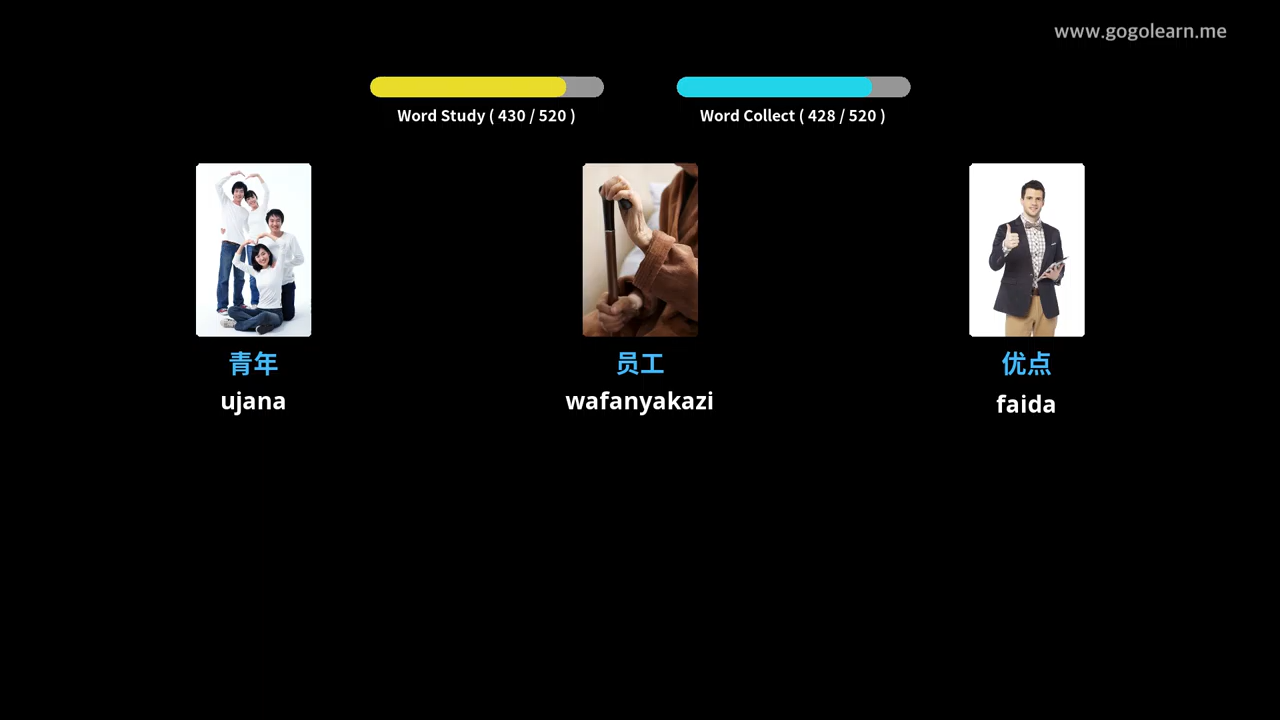 www.gogolearn.me
Word Study ( 430 / 520 )
Word Collect ( 428 / 520 )
青年
员工
优点
ujana
wafanyakazi
faida